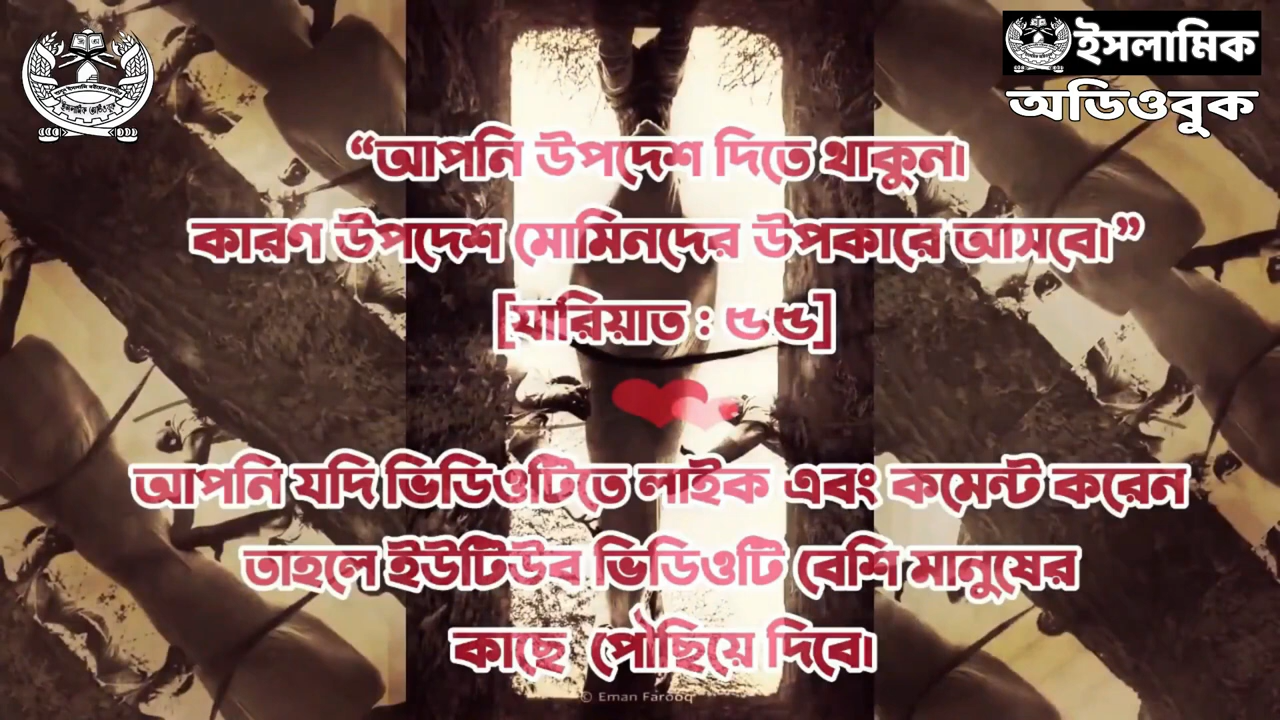 ইসলামিক
অডিওবুক
“আপনি উপদেশ দিতে থাকুন।
কারণ উপদেশ মোমিনদের উপকারে আসবে।”
[যারিয়াত : ৫৫]
আপনি যদি ভিডিওটিতে লাইক এবং কমেন্ট করেন
তাহলে ইউটিউব ভিডিওটি বেশি মানুষের
কাছে পৌছিয়ে দিবে।
© Eman Farooq